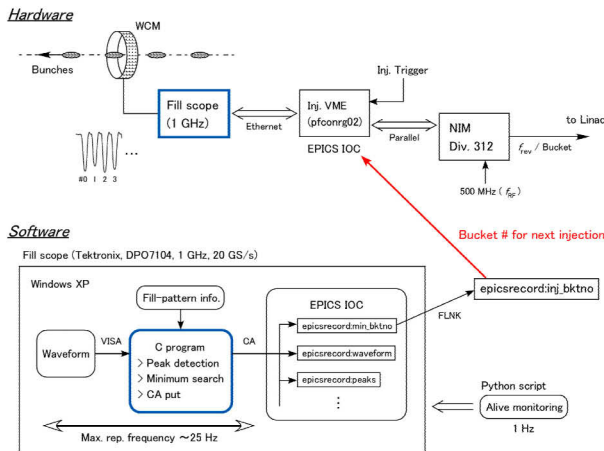 Hardware
WCM
Bunches
Inj. Trigger
Fill scope
(1 GHz)
Ethernet
Inj. VME
(pfconrg02)
EPICS IOC
Parallel
NIM
Div. 312
to Linac
frev / Bucket
500 MHz ( fRF)
#0 1 2 3
...
Bucket # for next injection
Software
Fill scope (Tektronix, DPO7104, 1 GHz, 20 GS/s)
Windows XP
Fill-pattern info.
Waveform
VISA
C program
> Peak detection
> Minimum search
> CA put
CA
EPICS IOC
epicsrecord:min_bktno
epicsrecord:waveform
epicsrecord:peaks
⋮
FLNK
epicsrecord:inj_bktno
Max. rep. frequency ~25 Hz
Python script
Alive monitoring
1 Hz